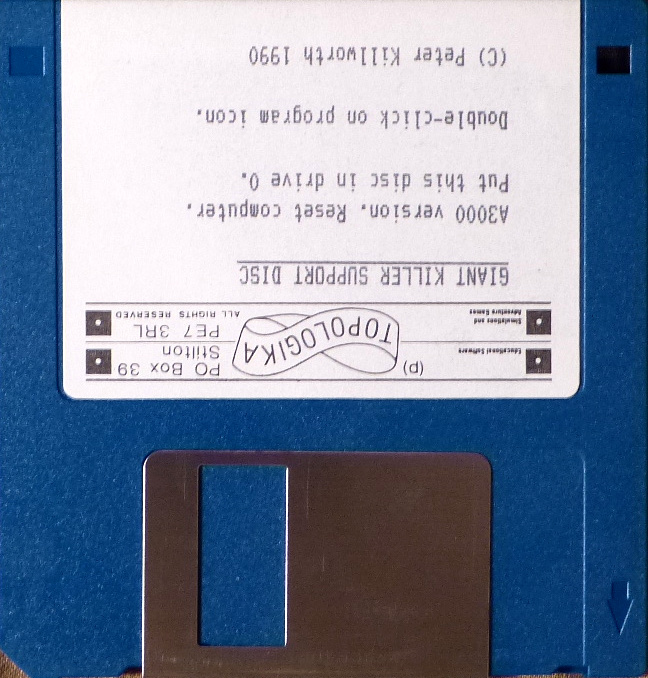 Educational Software
(p)
TOPOLOGIKA
PO Box 39
Stilton
Simulations and
Adventure Games
PE7 3RL
ALL RIGHTS RESERVED
GIANT KILLER SUPPORT DISC
A3000 version. Reset computer.
Put this disc in drive 0.
Double-click on program icon.
(C) Peter Killworth 1990